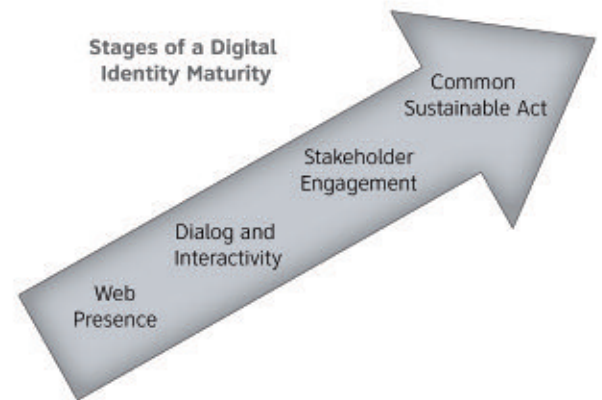 Stages of a Digital
Identity Maturity
Common
Sustainable Act
Stakeholder
Engagement
Dialog and
Interactivity
Web
Presence